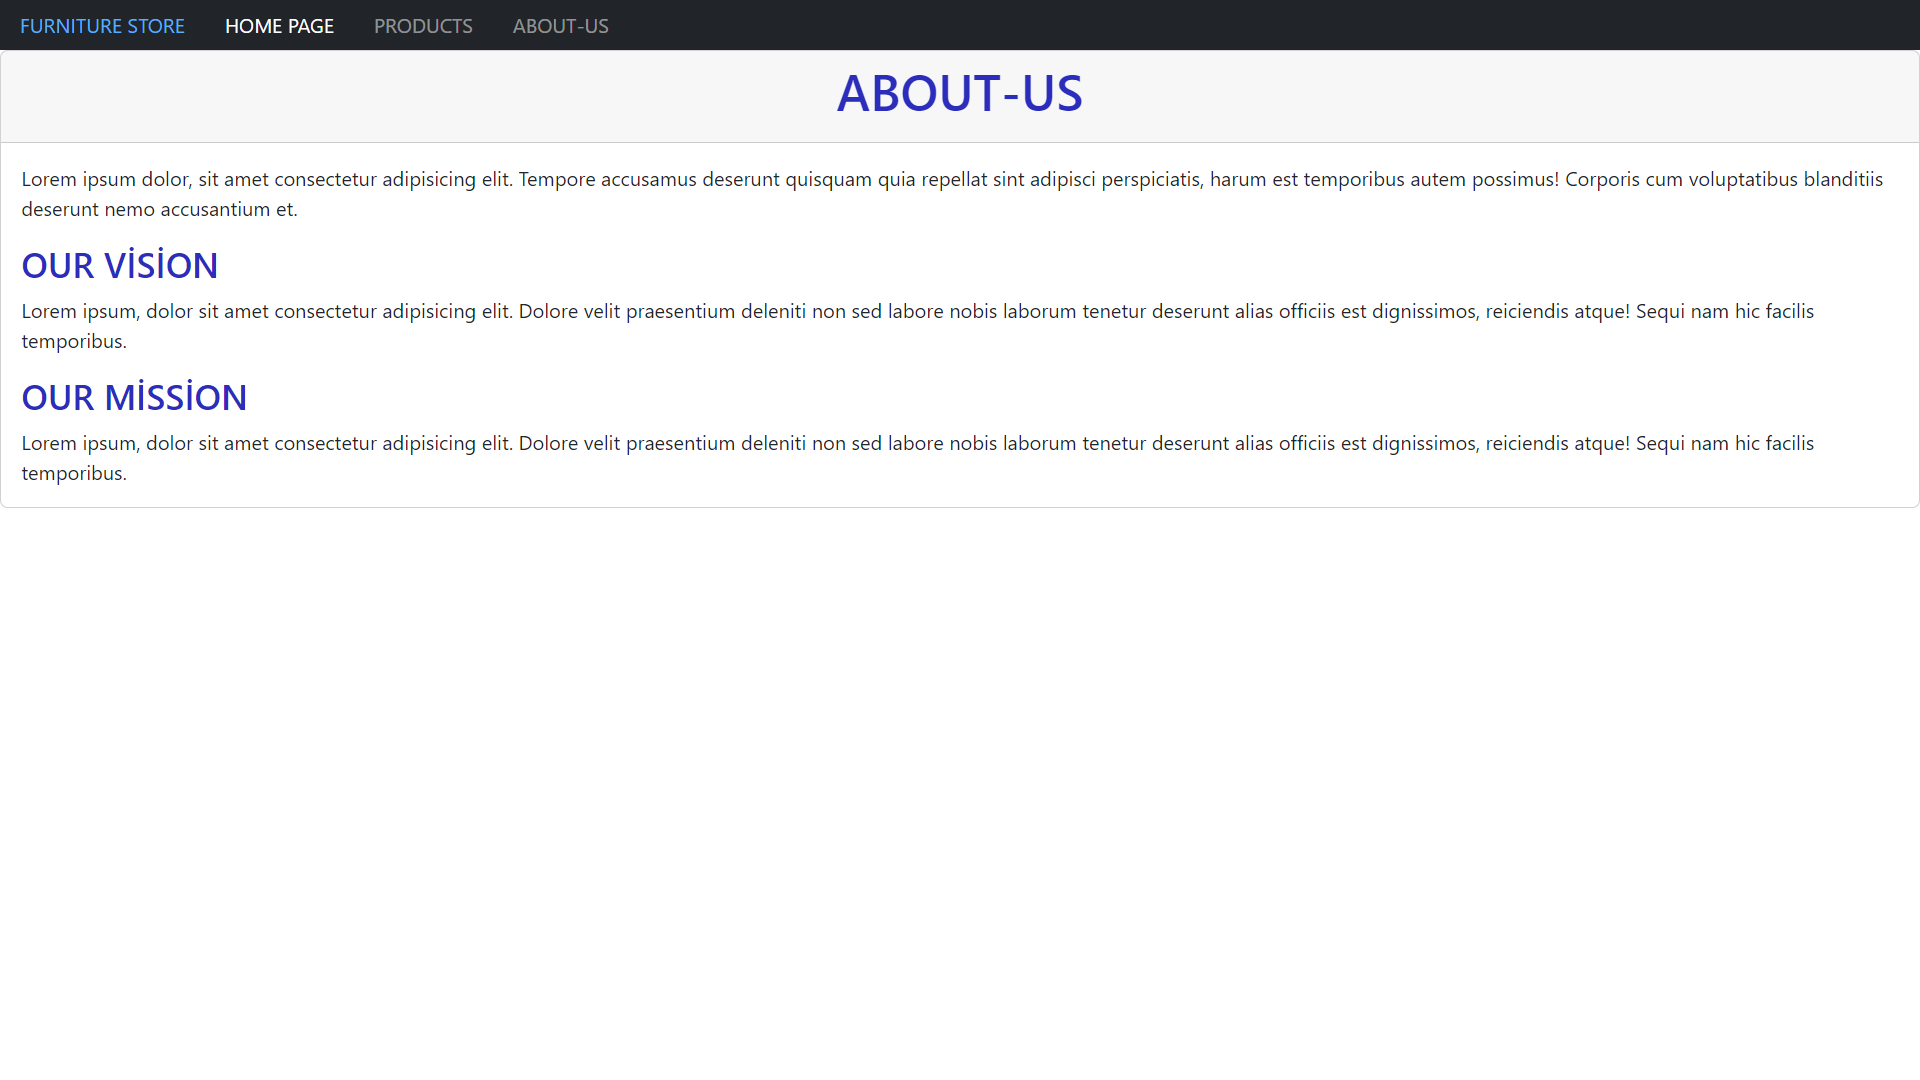 FURNITURE STORE HOME PAGE PRODUCTS ABOUT-US
ABOUT-US
Lorem ipsum dolor, sit amet consectetur adipisicing elit. Tempore accusamus deserunt quisquam quia repellat sint adipisci perspiciatis, harum est temporibus autem possimus! Corporis cum voluptatibus blanditiis
deserunt nemo accusantium et.
OUR VİSİON
Lorem ipsum, dolor sit amet consectetur adipisicing elit. Dolore velit praesentium deleniti non sed labore nobis laborum tenetur deserunt alias officiis est dignissimos, reiciendis atque! Sequi nam hic facilis
temporibus.
OUR MİSSİON
Lorem ipsum, dolor sit amet consectetur adipisicing elit. Dolore velit praesentium deleniti non sed labore nobis laborum tenetur deserunt alias officiis est dignissimos, reiciendis atque! Sequi nam hic facilis
temporibus.